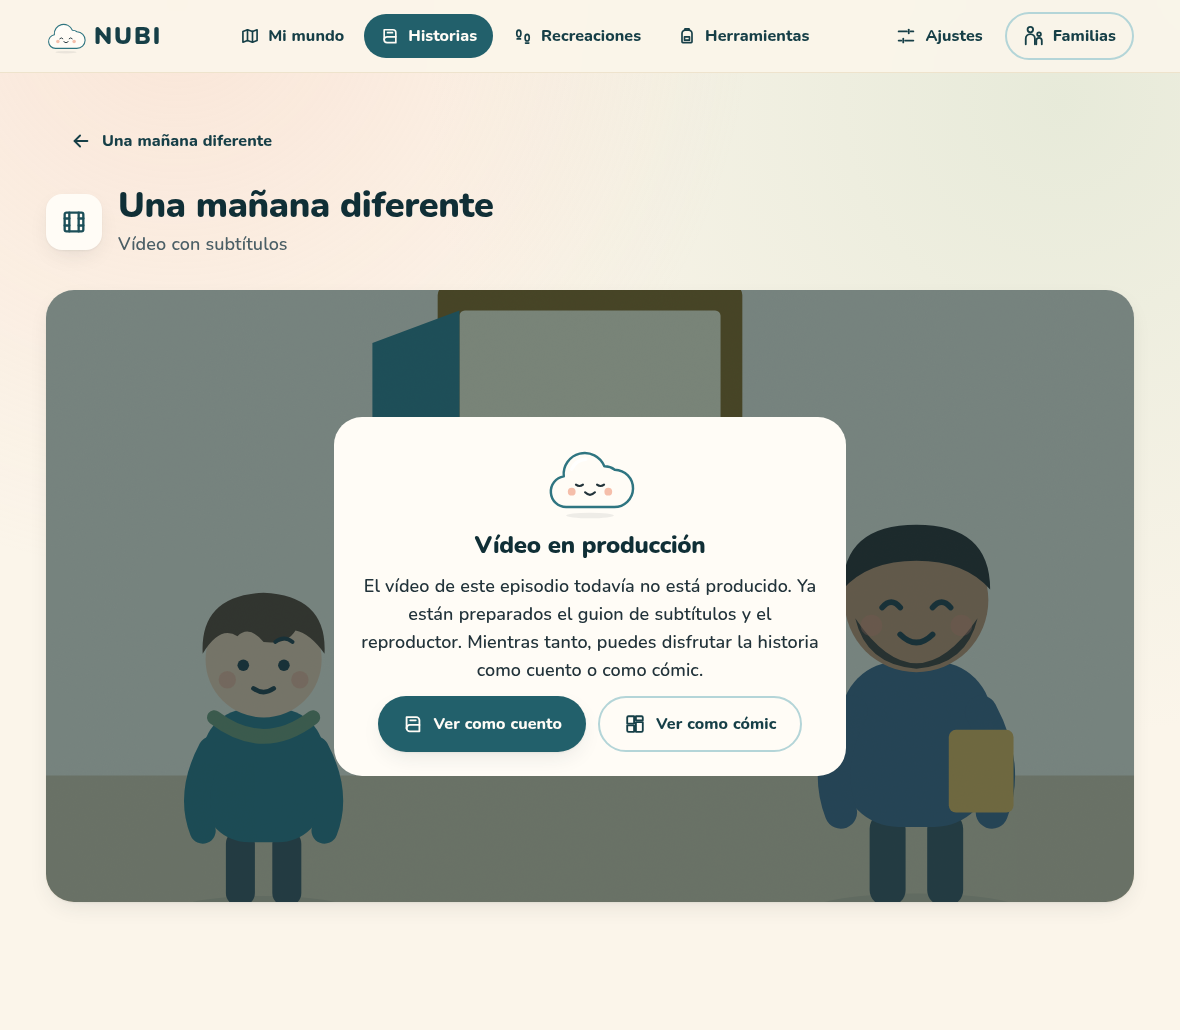 NUBI
Mi mundo
Historias
Recreaciones
Herramientas
Ajustes
Familias
Una mañana diferente
Una mañana diferente
Vídeo con subtítulos
Vídeo en producción
El vídeo de este episodio todavía no está producido. Ya
están preparados el guion de subtítulos y el
reproductor. Mientras tanto, puedes disfrutar la historia
como cuento o como cómic.
Ver como cuento
Ver como cómic